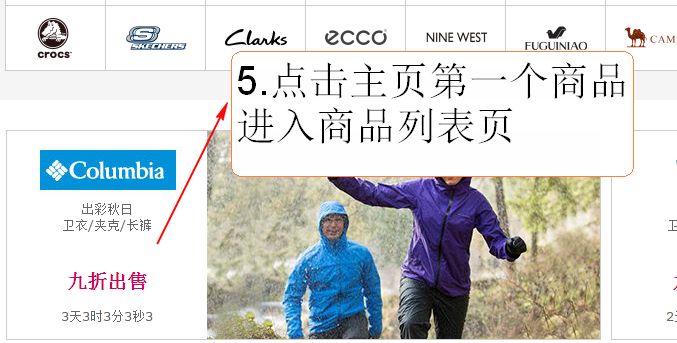 crocs
SKECHERS
Clarks
ecco
NINE WEST
FUGUINIAO
CAM
5.点击主页第一个商品
进入商品列表页
Columbia
出彩秋日
卫衣/夹克/长裤
九折出售
3天3时3分3秒3